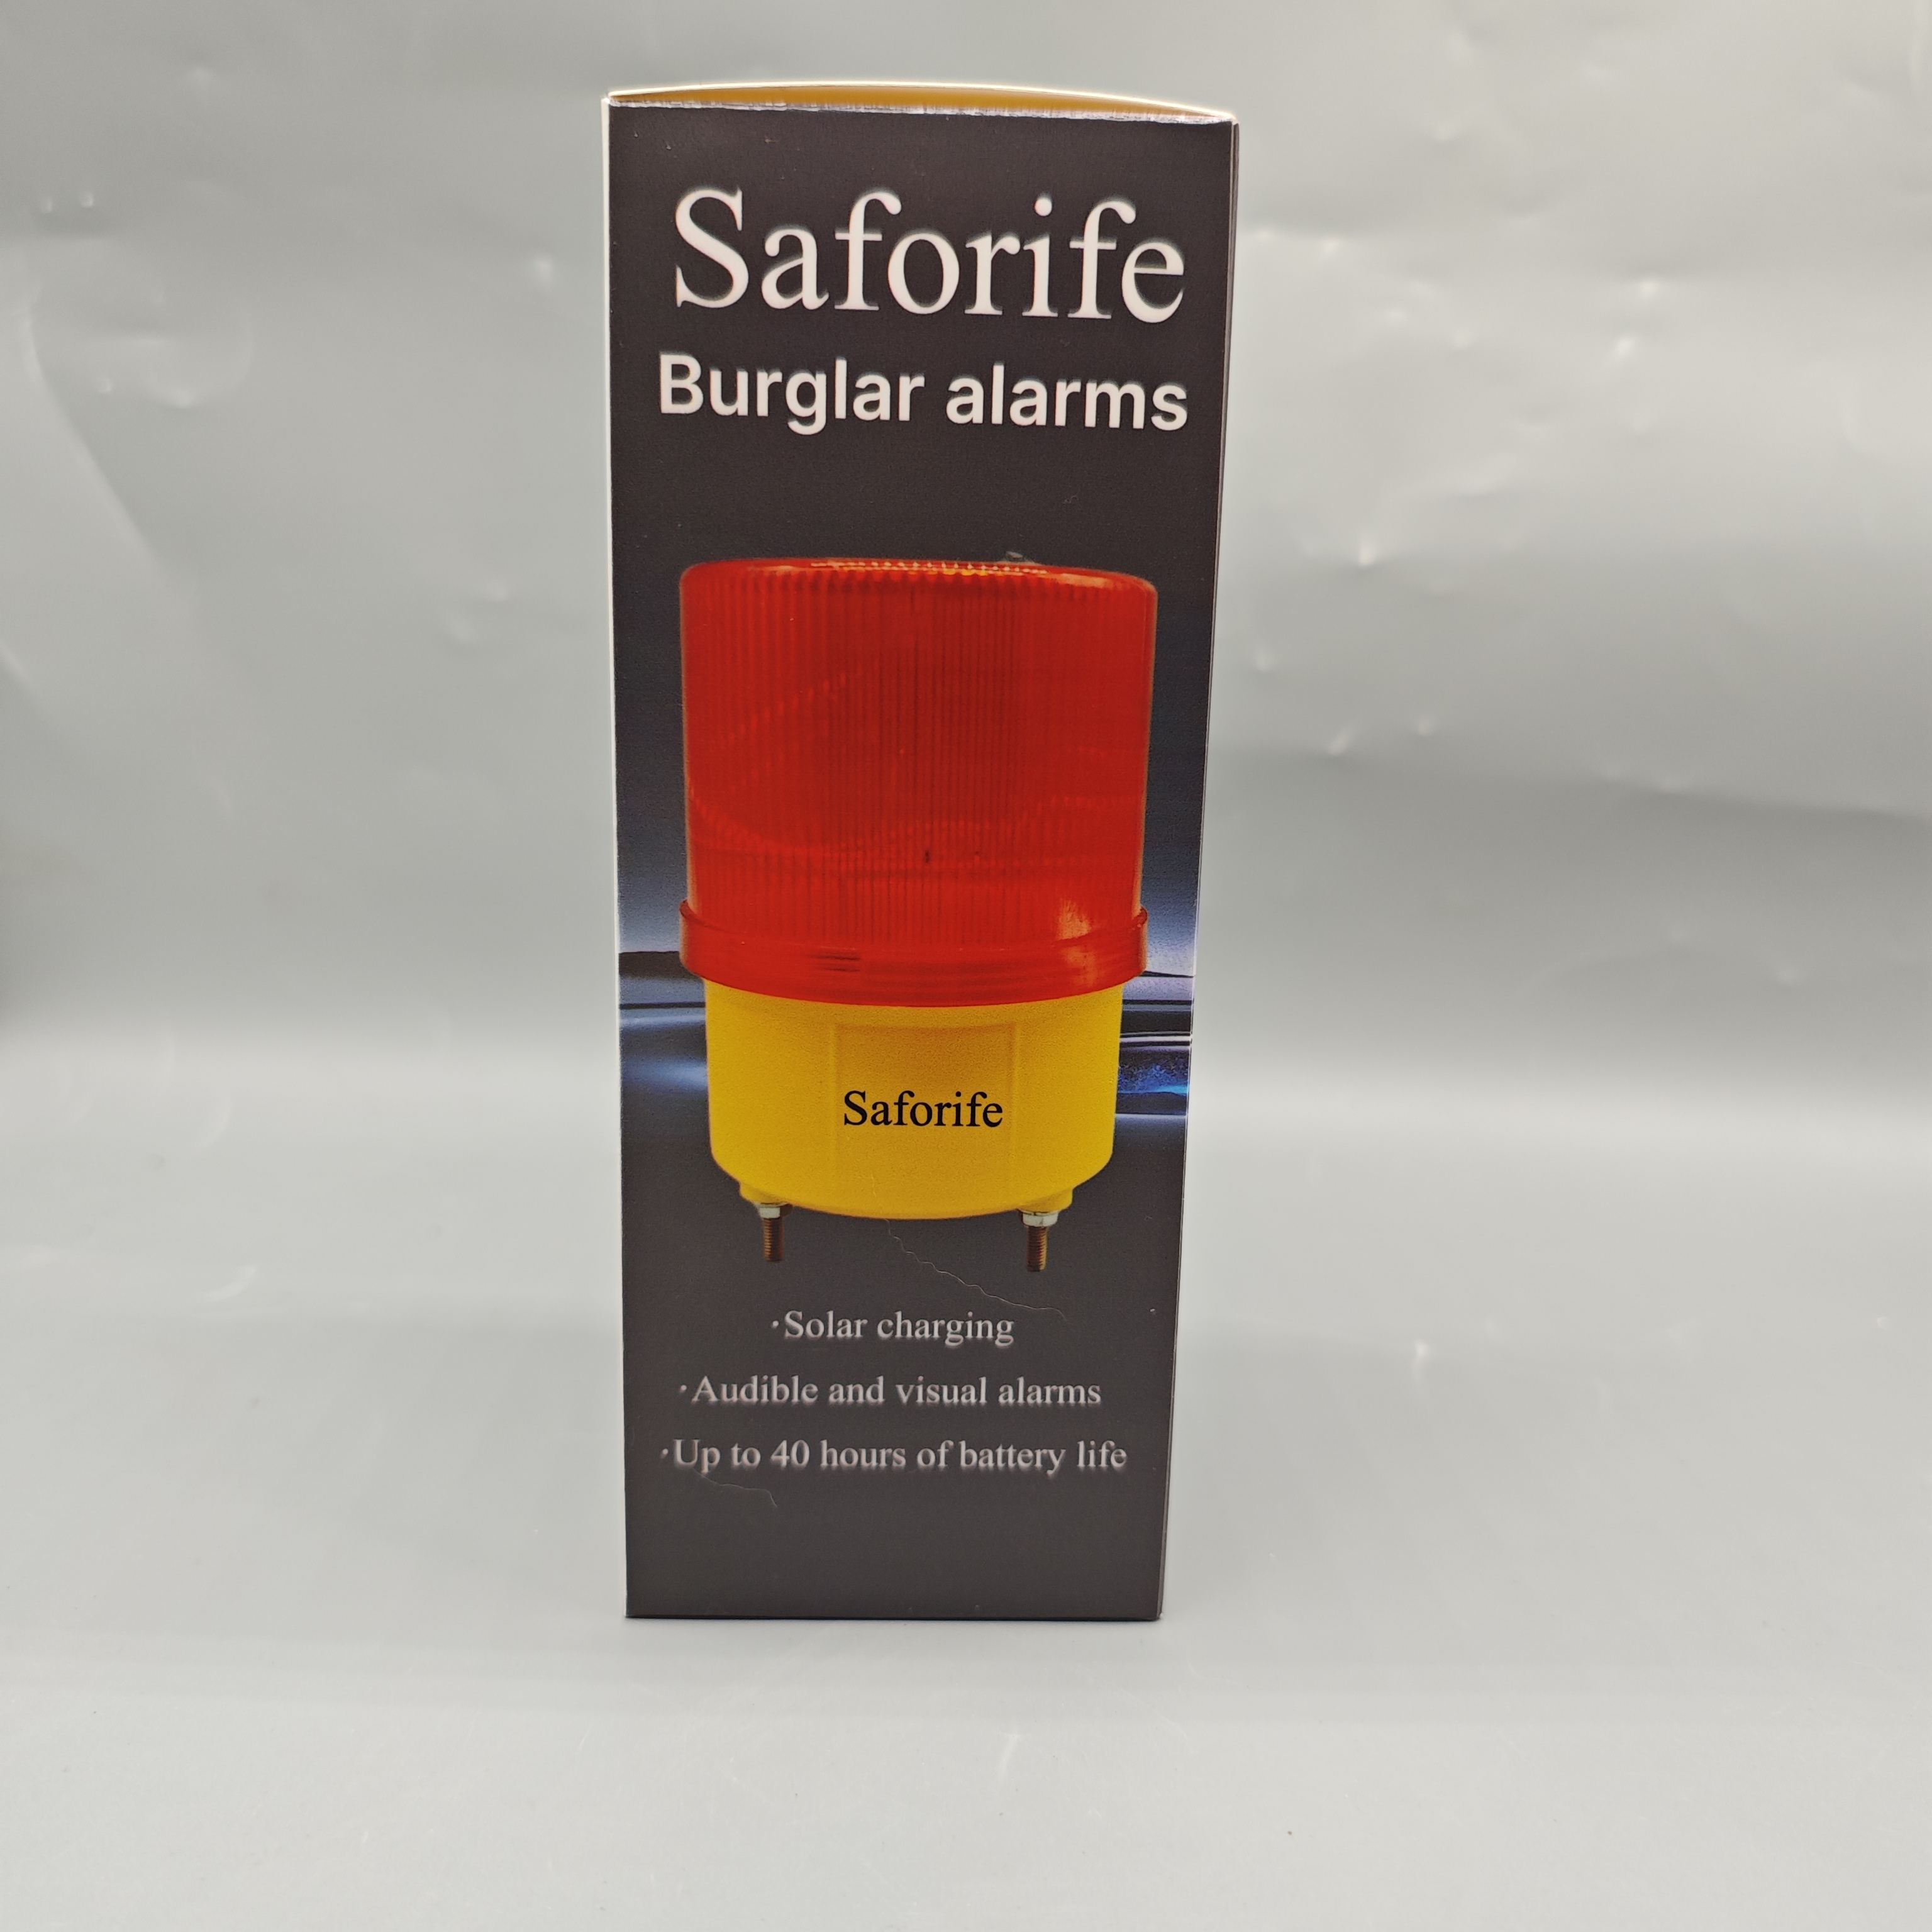 Saforife
Burglar alarms
Saforife
·Solar charging
·Audible and visual alarms
·Up to 40 hours of battery life